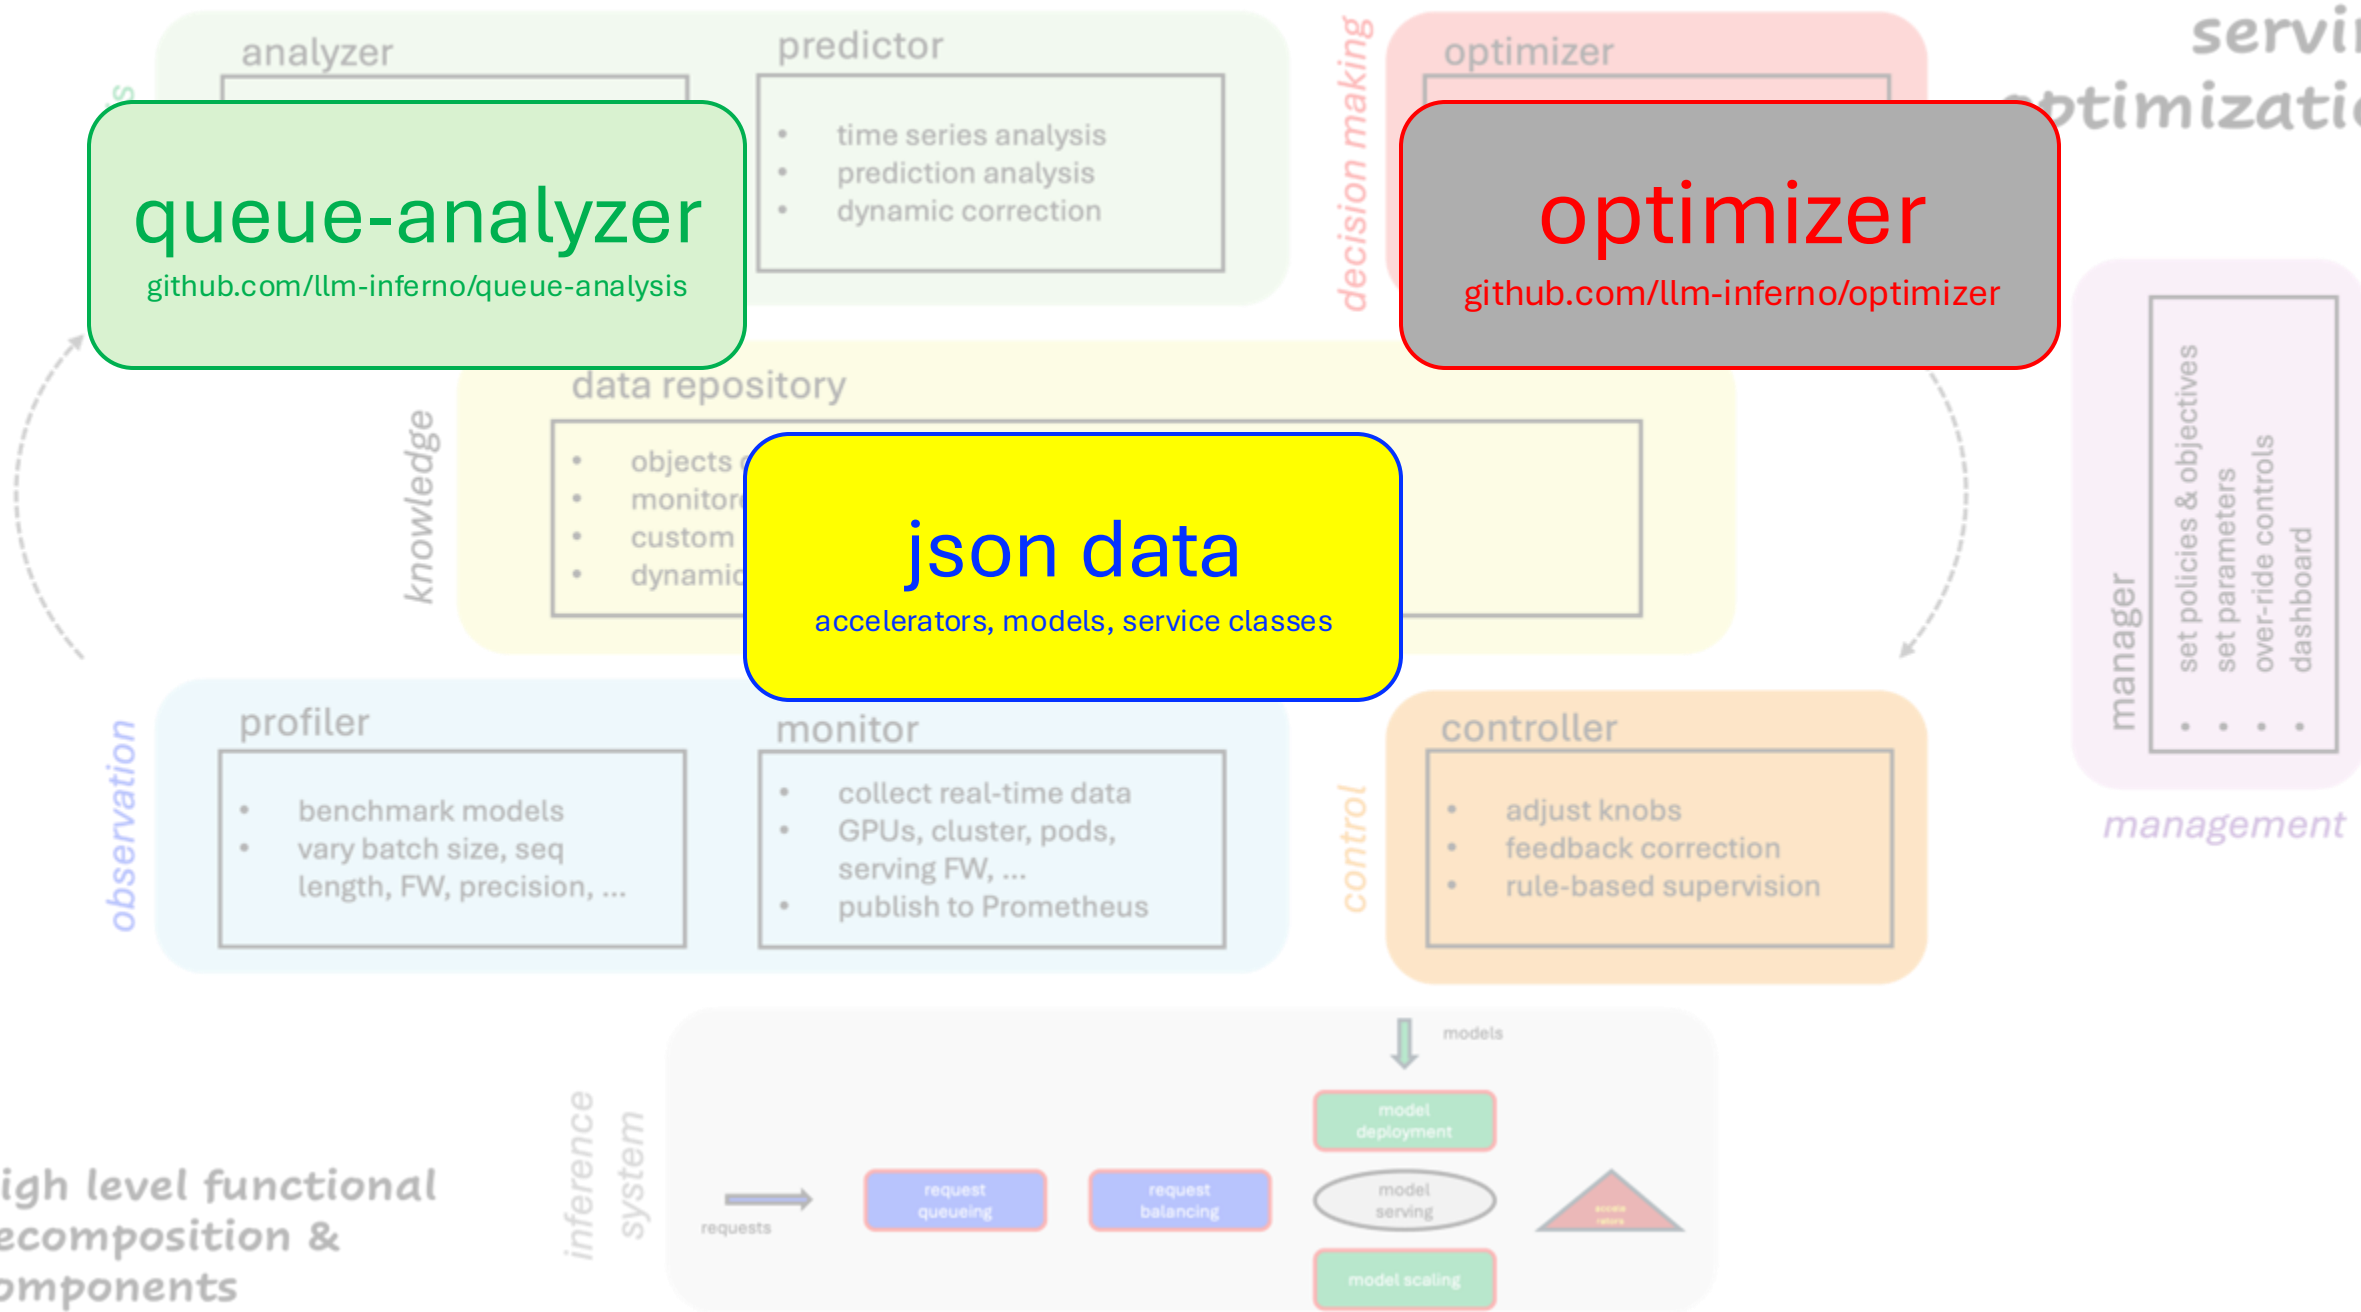 servin
optimizatio
analyzer
predictor
time series analysis
prediction analysis
dynamic correction
queue-analyzer
github.com/llm-inferno/queue-analysis
decision making
optimizer
optimizer
github.com/llm-inferno/optimizer
knowledge
data repository
objects
monitor
custom
dynamic
json data
accelerators, models, service classes
manager
set policies & objectives
set parameters
over-ride controls
dashboard
management
observation
profiler
benchmark models
vary batch size, seq
length, FW, precision, ...
monitor
collect real-time data
GPUs, cluster, pods,
serving FW, ...
publish to Prometheus
control
controller
adjust knobs
feedback correction
rule-based supervision
inference
system
models
requests
request
queueing
request
balancing
model
deployment
model
serving
model scaling
accele
rators
igh level functional
ecomposition &
omponents